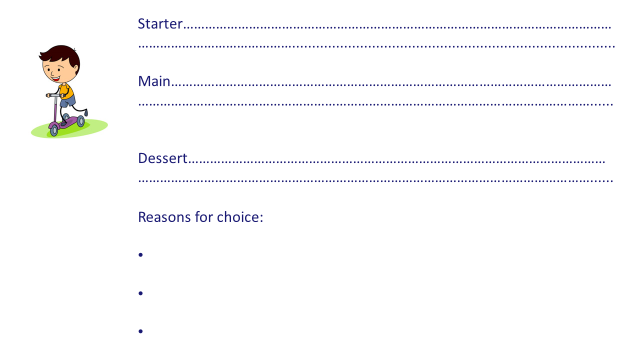 Starter……………………………………………………………………………………………………
………………………………………………………………………………………………………………
Main………………………………………………………………………………………………………
………………………………………………………………………………………………………......
Dessert…………………………………………………………………………………………………
………………………………………………………………………………………………………......
Reasons for choice:
•
•
•